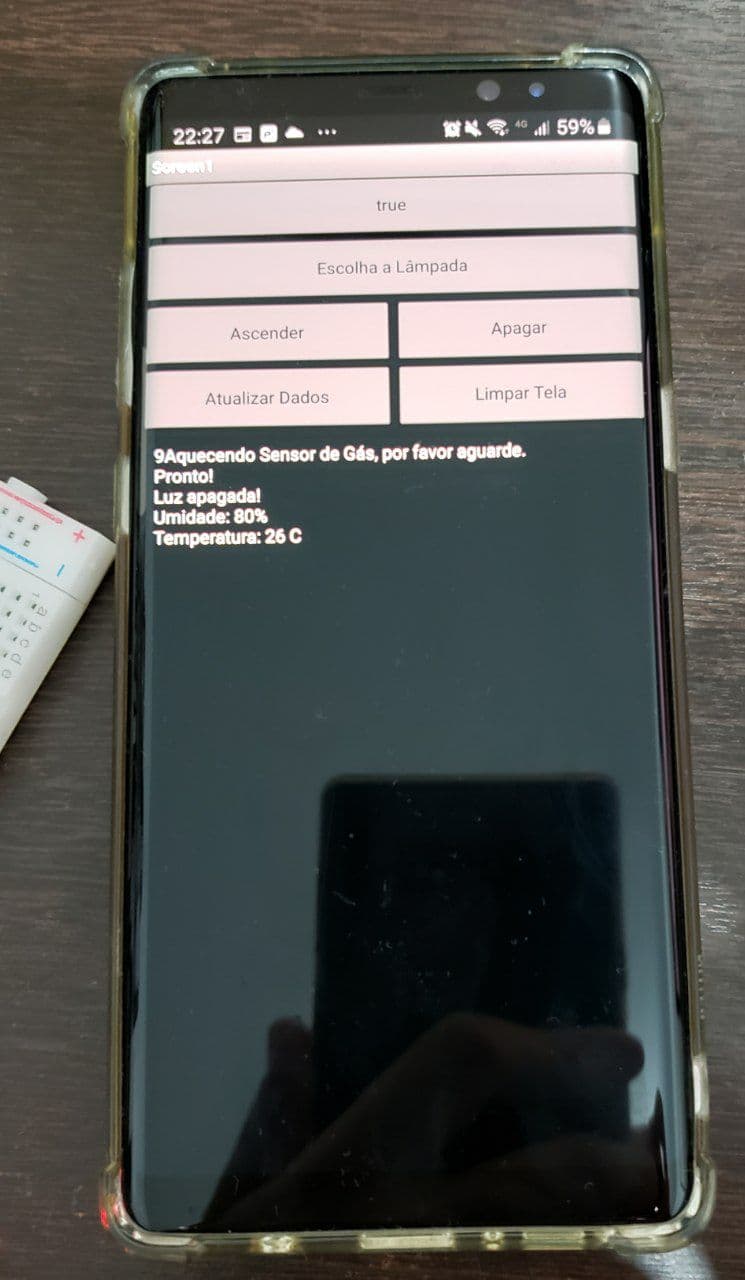 22:27
4G 59%
Screen1
true
Escolha a Lâmpada
Ascender Apagar
Atualizar Dados Limpar Tela
9Aquecendo Sensor de Gás, por favor aguarde.
Pronto!
Luz apagada!
Umidade: 80%
Temperatura: 26 C
+
a b c d e